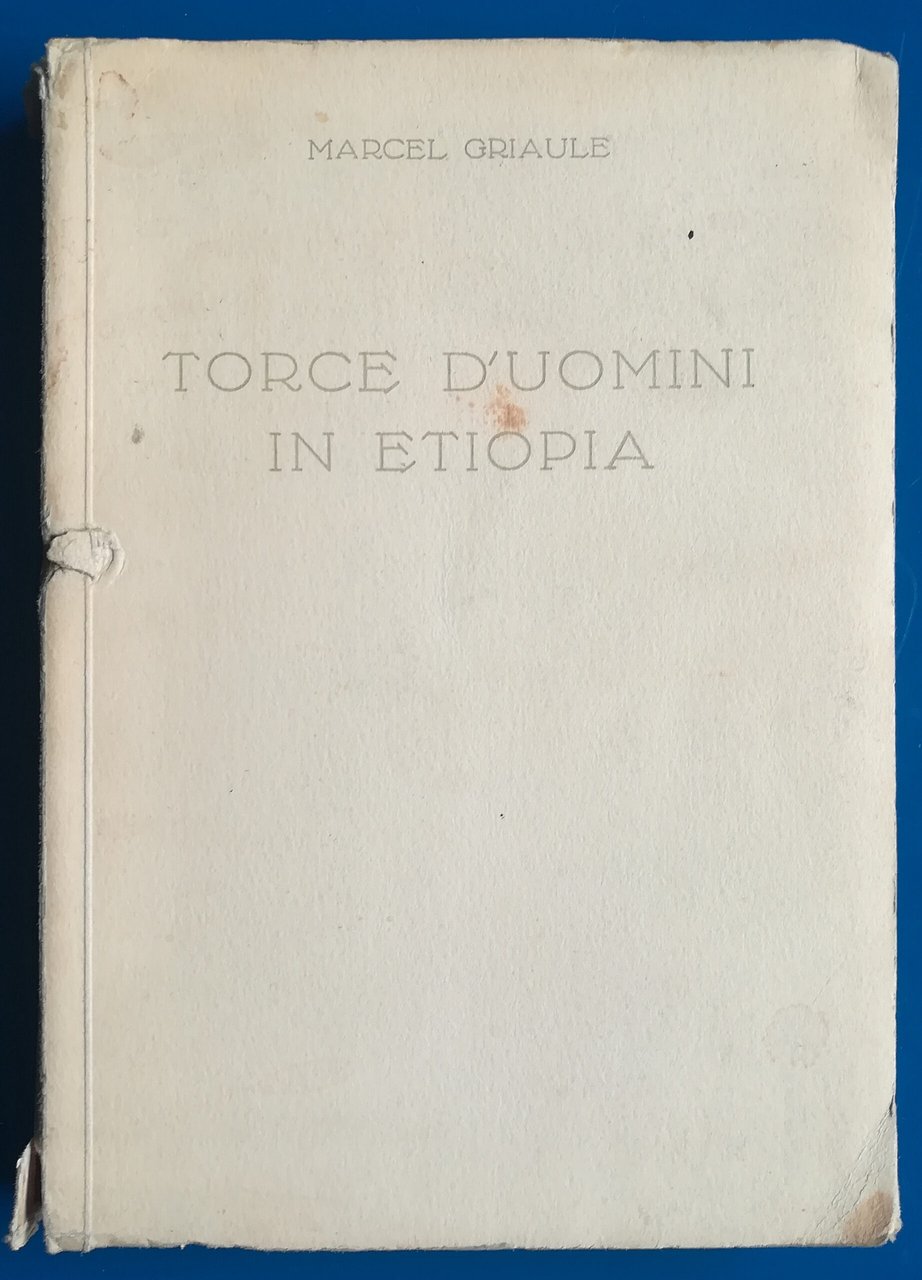 MARCEL GRIAULE
TORCE D'UOMINI
IN ETIOPIA